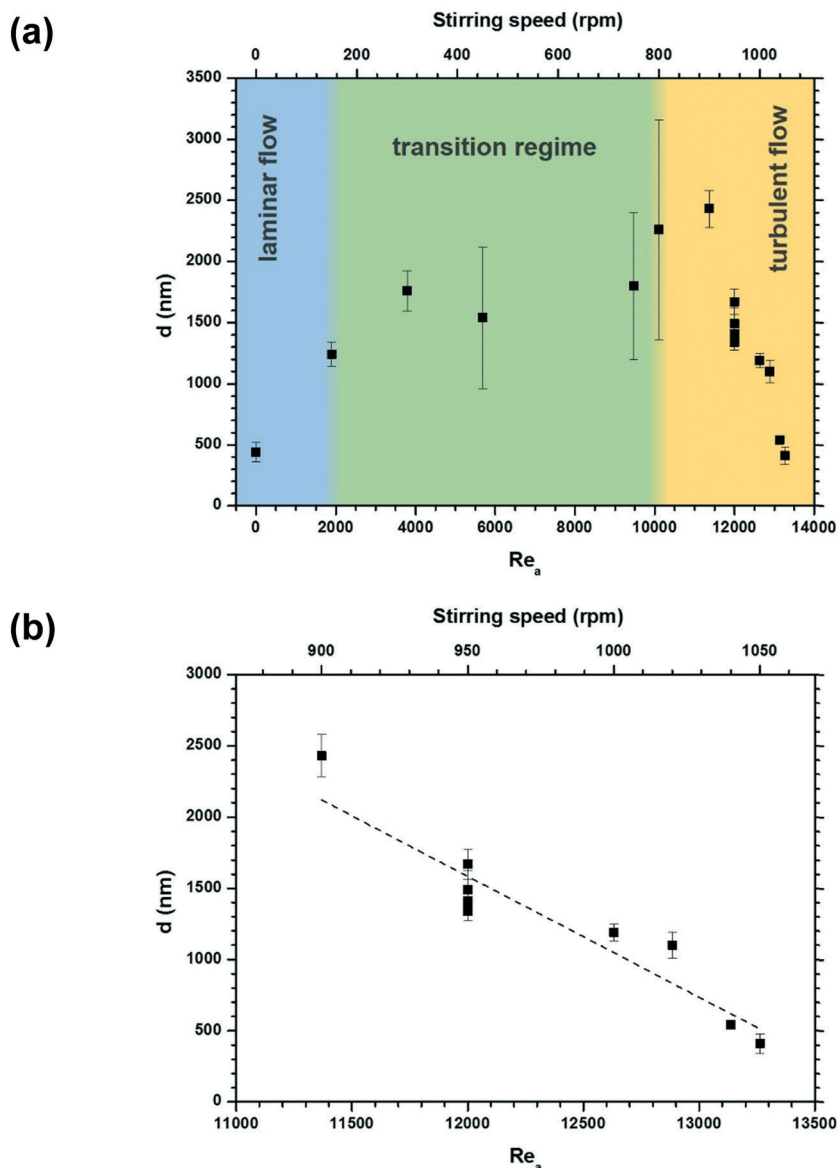 (a)
Stirring speed (rpm)
0 200 400 600 800 1000
3500
3000
2500
2000
1500
1000
500
0
d (nm)
laminar flow
transition regime
turbulent flow
0 2000 4000 6000 8000 10000 12000 14000
Reₐ
(b)
Stirring speed (rpm)
900 950 1000 1050
3000
2500
2000
1500
1000
500
0
d (nm)
11000 11500 12000 12500 13000 13500
Reₐ